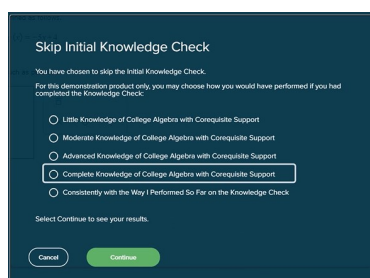 Skip Initial Knowledge Check
You have chosen to skip the Initial Knowledge Check.
For this demonstration product only, you may choose how you would have performed if you had
completed the Knowledge Check:
Little Knowledge of College Algebra with Corequisite Support
Moderate Knowledge of College Algebra with Corequisite Support
Advanced Knowledge of College Algebra with Corequisite Support
Complete Knowledge of College Algebra with Corequisite Support
Consistently with the Way I Performed So Far on the Knowledge Check
Select Continue to see your results.
Cancel
Continue